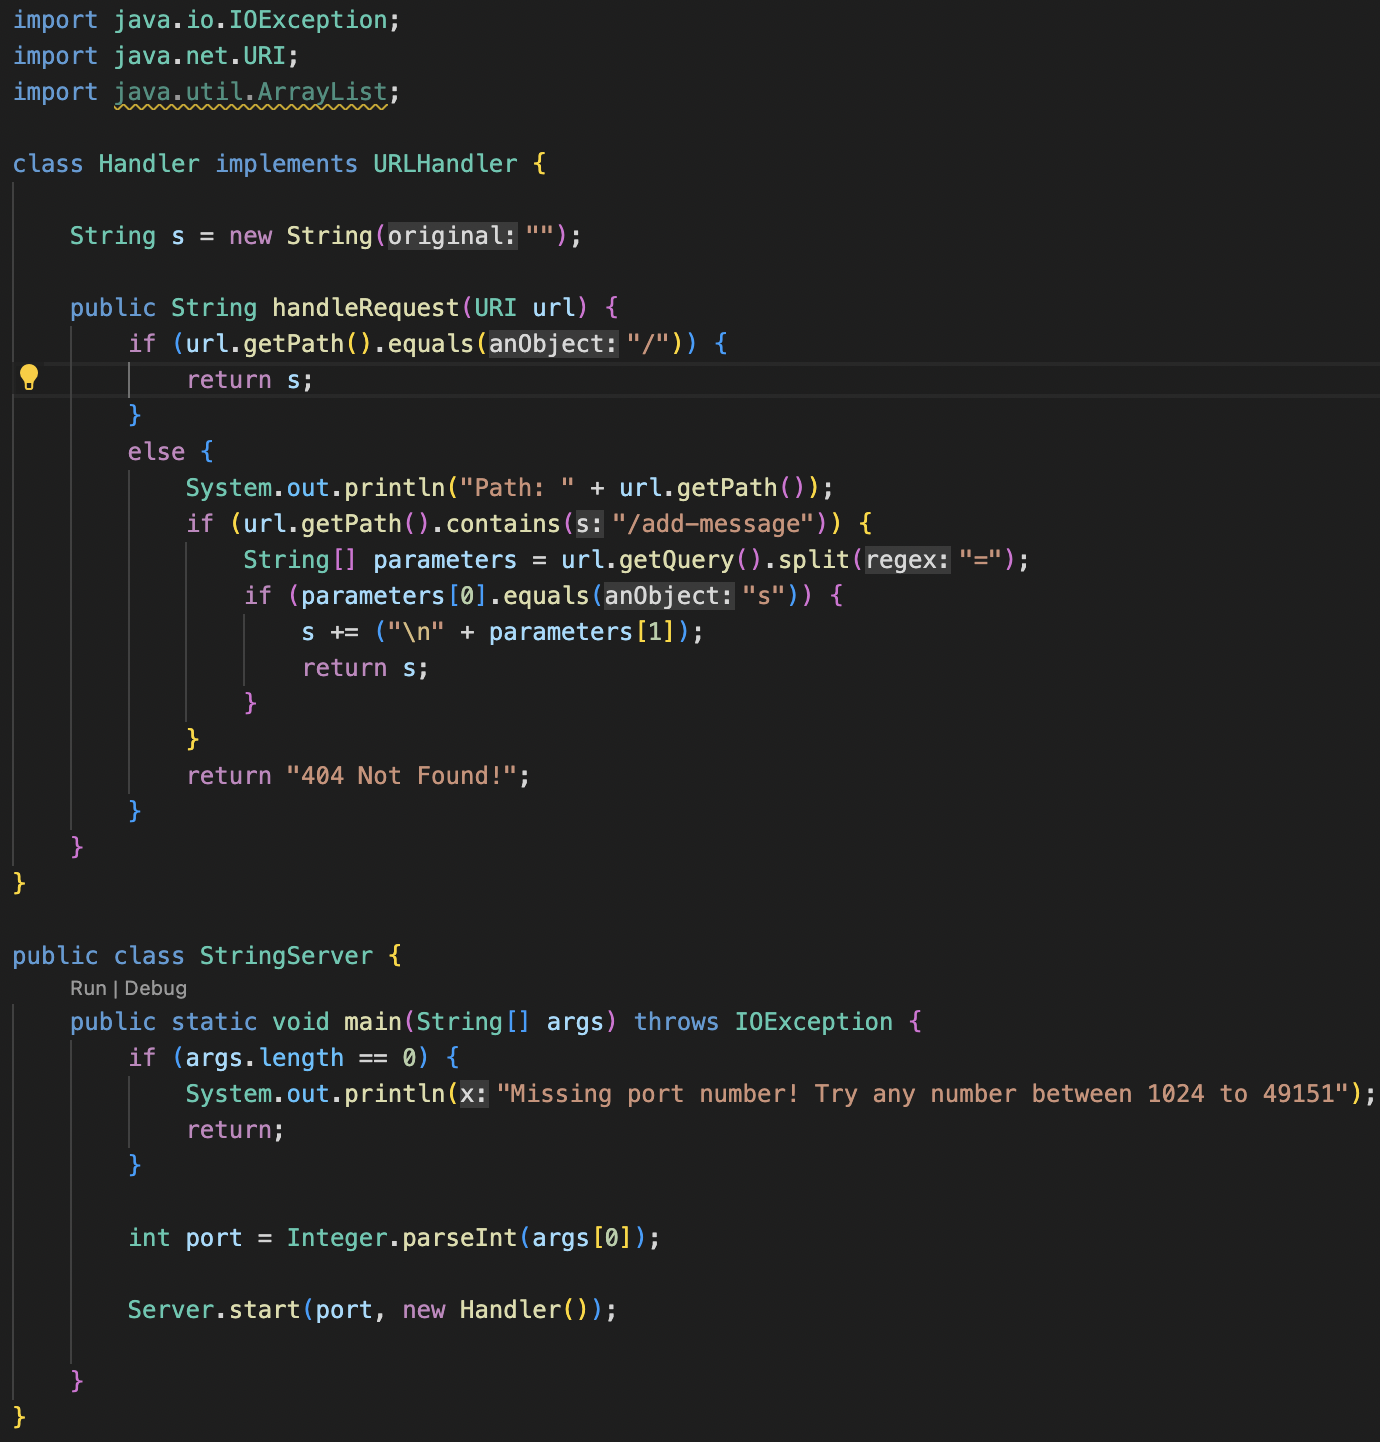 import java.io.IOException;
import java.net.URI;
import java.util.ArrayList;
class Handler implements URLHandler {
String s = new String(original: "");
public String handleRequest(URI url) {
if (url.getPath().equals(anObject: "/")) {
return s;
}
else {
System.out.println("Path: " + url.getPath());
if (url.getPath().contains(s: "/add-message")) {
String[] parameters = url.getQuery().split(regex: "=");
if (parameters[0].equals(anObject: "s")) {
s += ("\n" + parameters[1]);
return s;
}
}
return "404 Not Found!";
}
}
}
public class StringServer {
Run | Debug
public static void main(String[] args) throws IOException {
if (args.length == 0) {
System.out.println(x: "Missing port number! Try any number between 1024 to 49151");
return;
}
int port = Integer.parseInt(args[0]);
Server.start(port, new Handler());
}
}